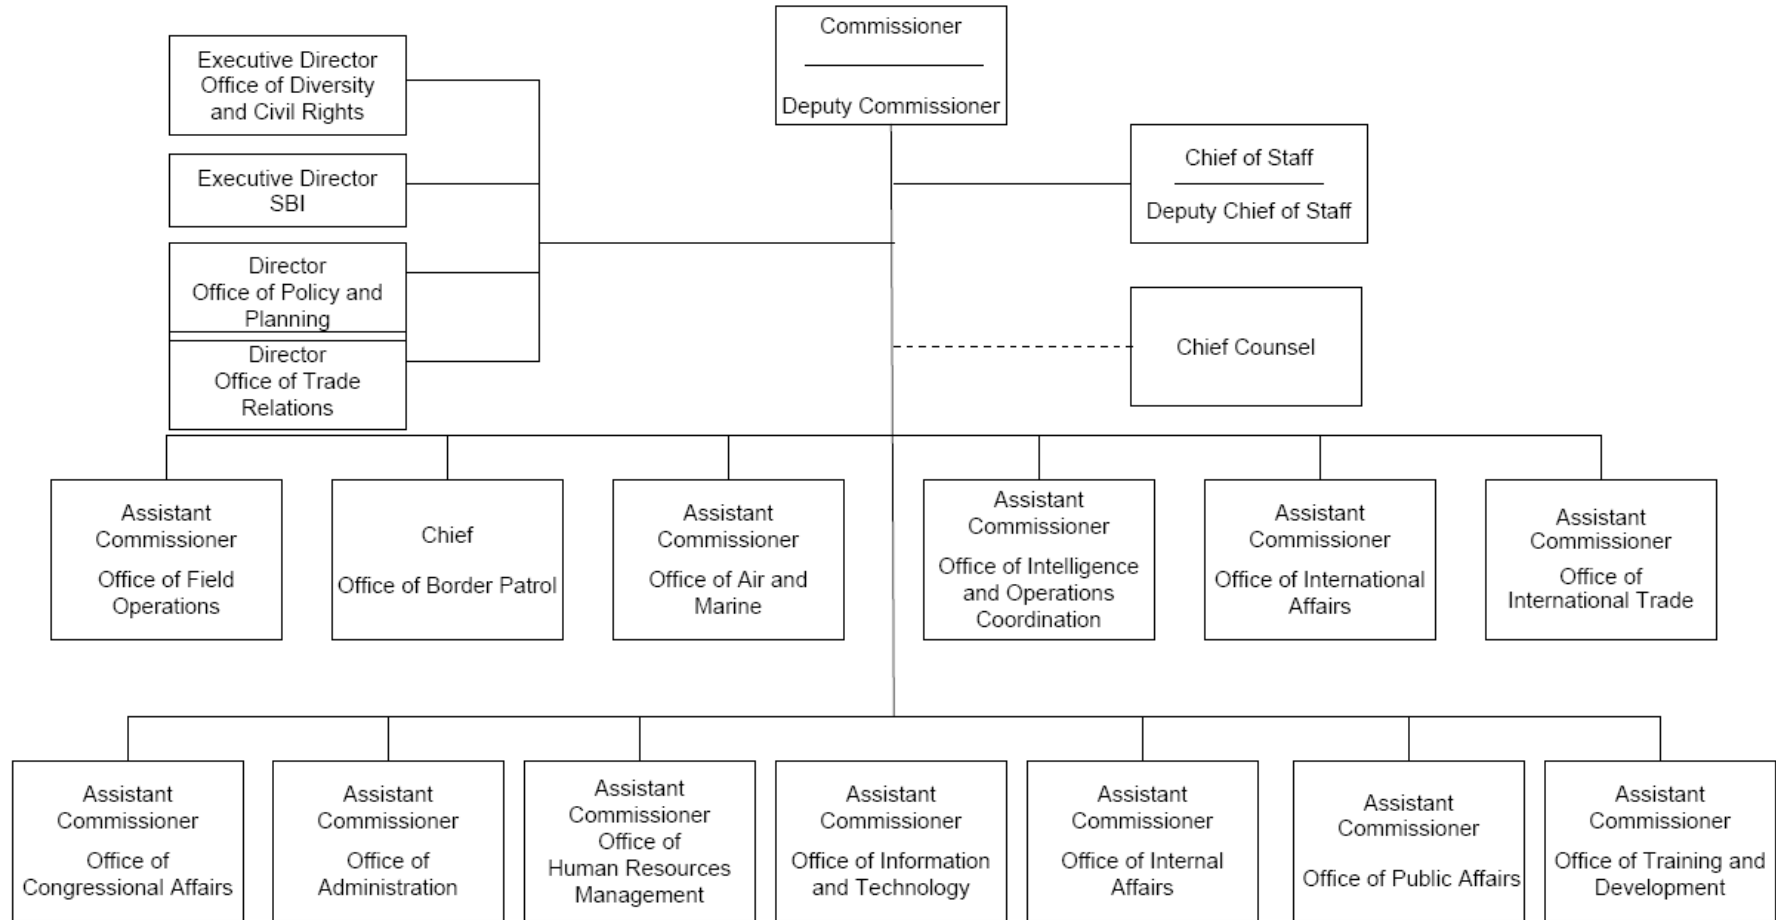 Commissioner
Deputy Commissioner
Executive Director
Office of Diversity
and Civil Rights
Executive Director
SBI
Director
Office of Policy and
Planning
Director
Office of Trade
Relations
Chief of Staff
Deputy Chief of Staff
Chief Counsel
Assistant
Commissioner
Office of Field
Operations
Chief
Office of Border Patrol
Assistant
Commissioner
Office of Air and
Marine
Assistant
Commissioner
Office of Intelligence
and Operations
Coordination
Assistant
Commissioner
Office of International
Affairs
Assistant
Commissioner
Office of
International Trade
Assistant
Commissioner
Office of
Congressional Affairs
Assistant
Commissioner
Office of
Administration
Assistant
Commissioner
Office of
Human Resources
Management
Assistant
Commissioner
Office of Information
and Technology
Assistant
Commissioner
Office of Internal
Affairs
Assistant
Commissioner
Office of Public Affairs
Assistant
Commissioner
Office of Training and
Development